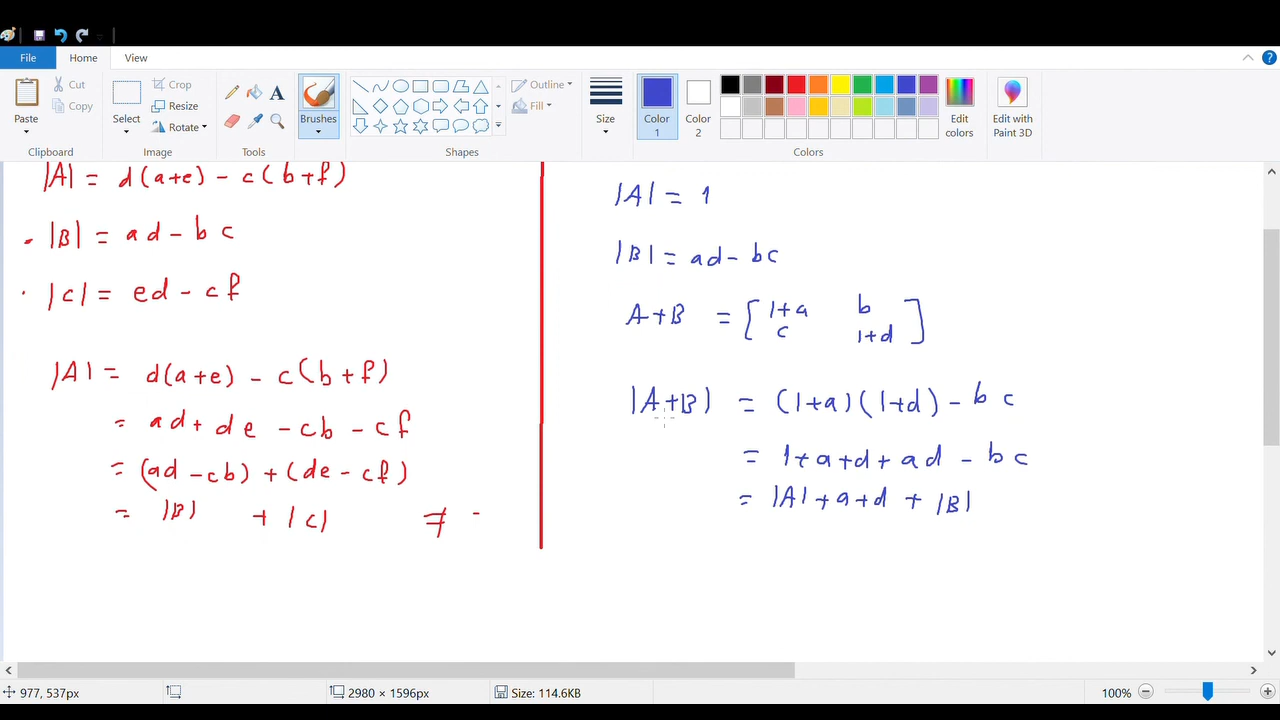 File Home View
Paste Cut Copy Clipboard
Select Crop Resize Rotate Image
A Tools
Brushes
Shapes Outline Fill
Size
Color 1 Color 2 Edit colors Edit with Paint 3D Colors
|A| = d(a+e) - c(b+f)
|B| = ad - bc
|C| = ed - cf
|A| = d(a+e) - c(b+f)
= ad + de - cb - cf
= (ad - cb) + (de - cf)
= |B| + |C|
|A| = 1
|B| = ad - bc
A+B = [ 1+a b
c 1+d ]
|A+B| = (1+a)(1+d) - bc
= 1+a+d+ad - bc
= |A| + a+d + |B|
977, 537px 2980 × 1596px Size: 114.6KB 100%